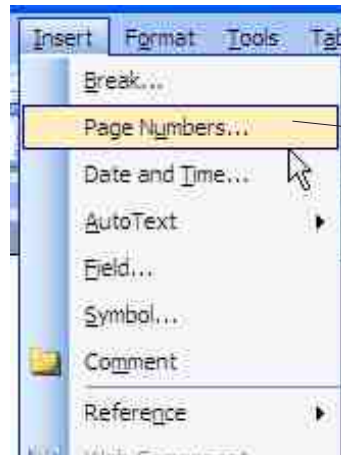 Insert Format Tools
Break...
Page Numbers...
Date and Time...
AutoText
Field...
Symbol...
Comment
Reference